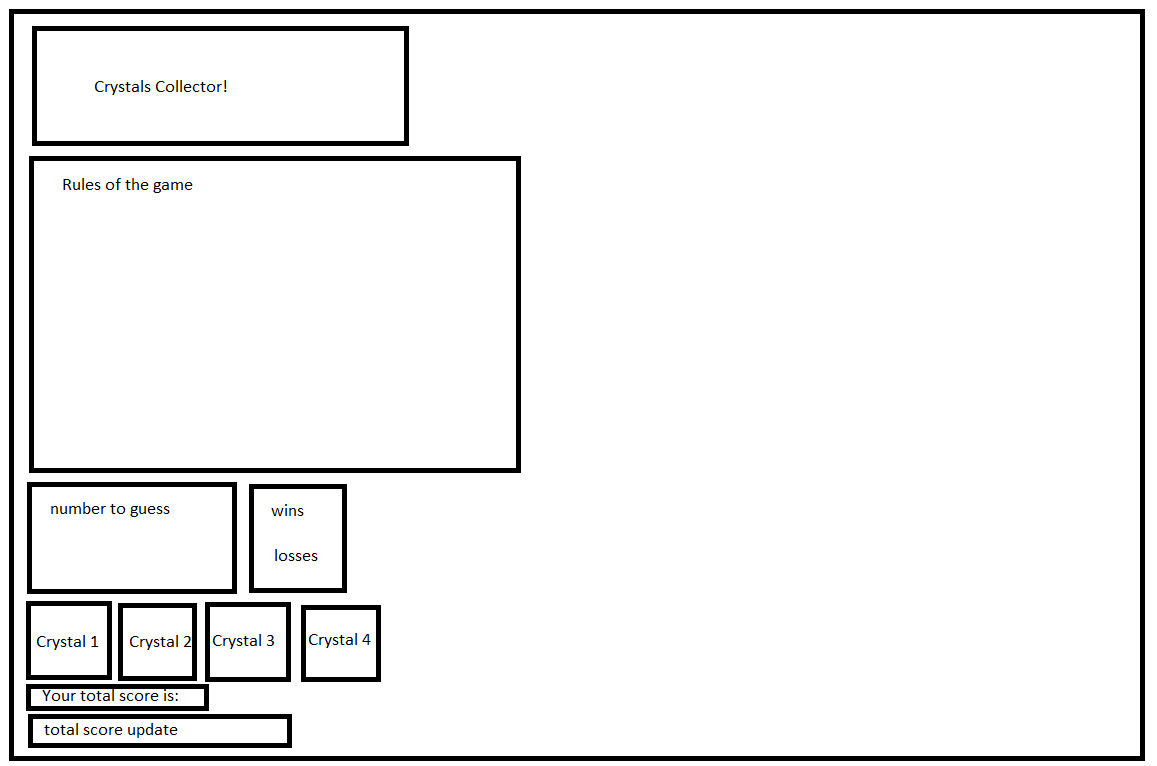 Crystals Collector!
Rules of the game
number to guess
wins
losses
Crystal 1
Crystal 2
Crystal 3
Crystal 4
Your total score is:
total score update